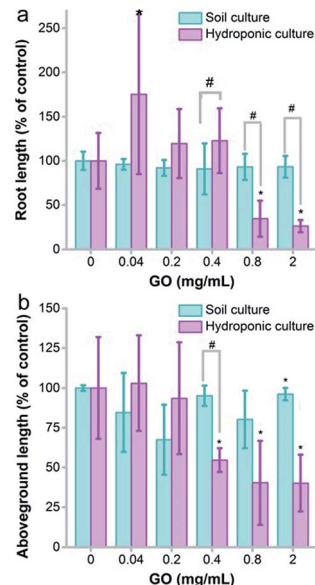 a
Soil culture
Hydroponic culture
Root length (% of control)
250
200
150
100
50
0
*
#
#
#
*
*
0 0.04 0.2 0.4 0.8 2
GO (mg/mL)
b
Soil culture
Hydroponic culture
Aboveground length (% of control)
150
125
100
75
50
25
0
#
*
*
*
*
0 0.04 0.2 0.4 0.8 2
GO (mg/mL)